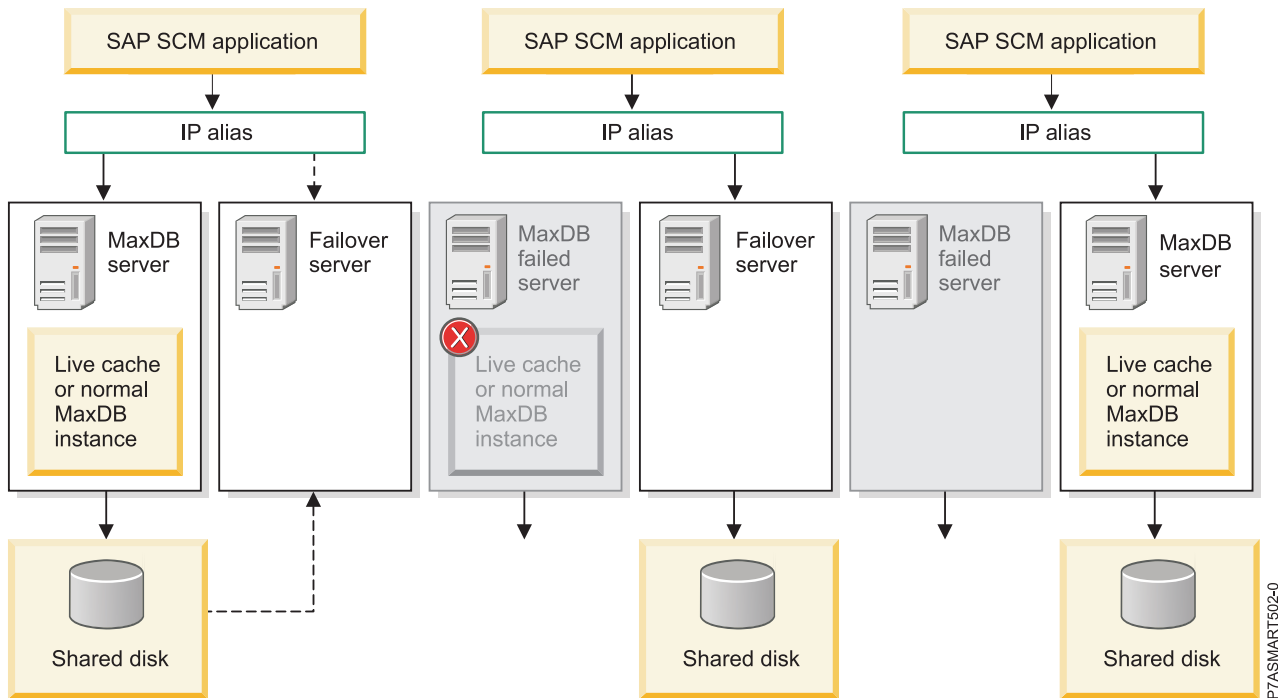 SAP SCM application
SAP SCM application
SAP SCM application
IP alias
IP alias
IP alias
MaxDB
server
Failover
server
MaxDB
failed
server
Failover
server
MaxDB
failed
server
MaxDB
server
X
Live cache
or normal
MaxDB
instance
Live cache
or normal
MaxDB
instance
Live cache
or normal
MaxDB
instance
Shared disk
Shared disk
Shared disk
P7ASMART502-0